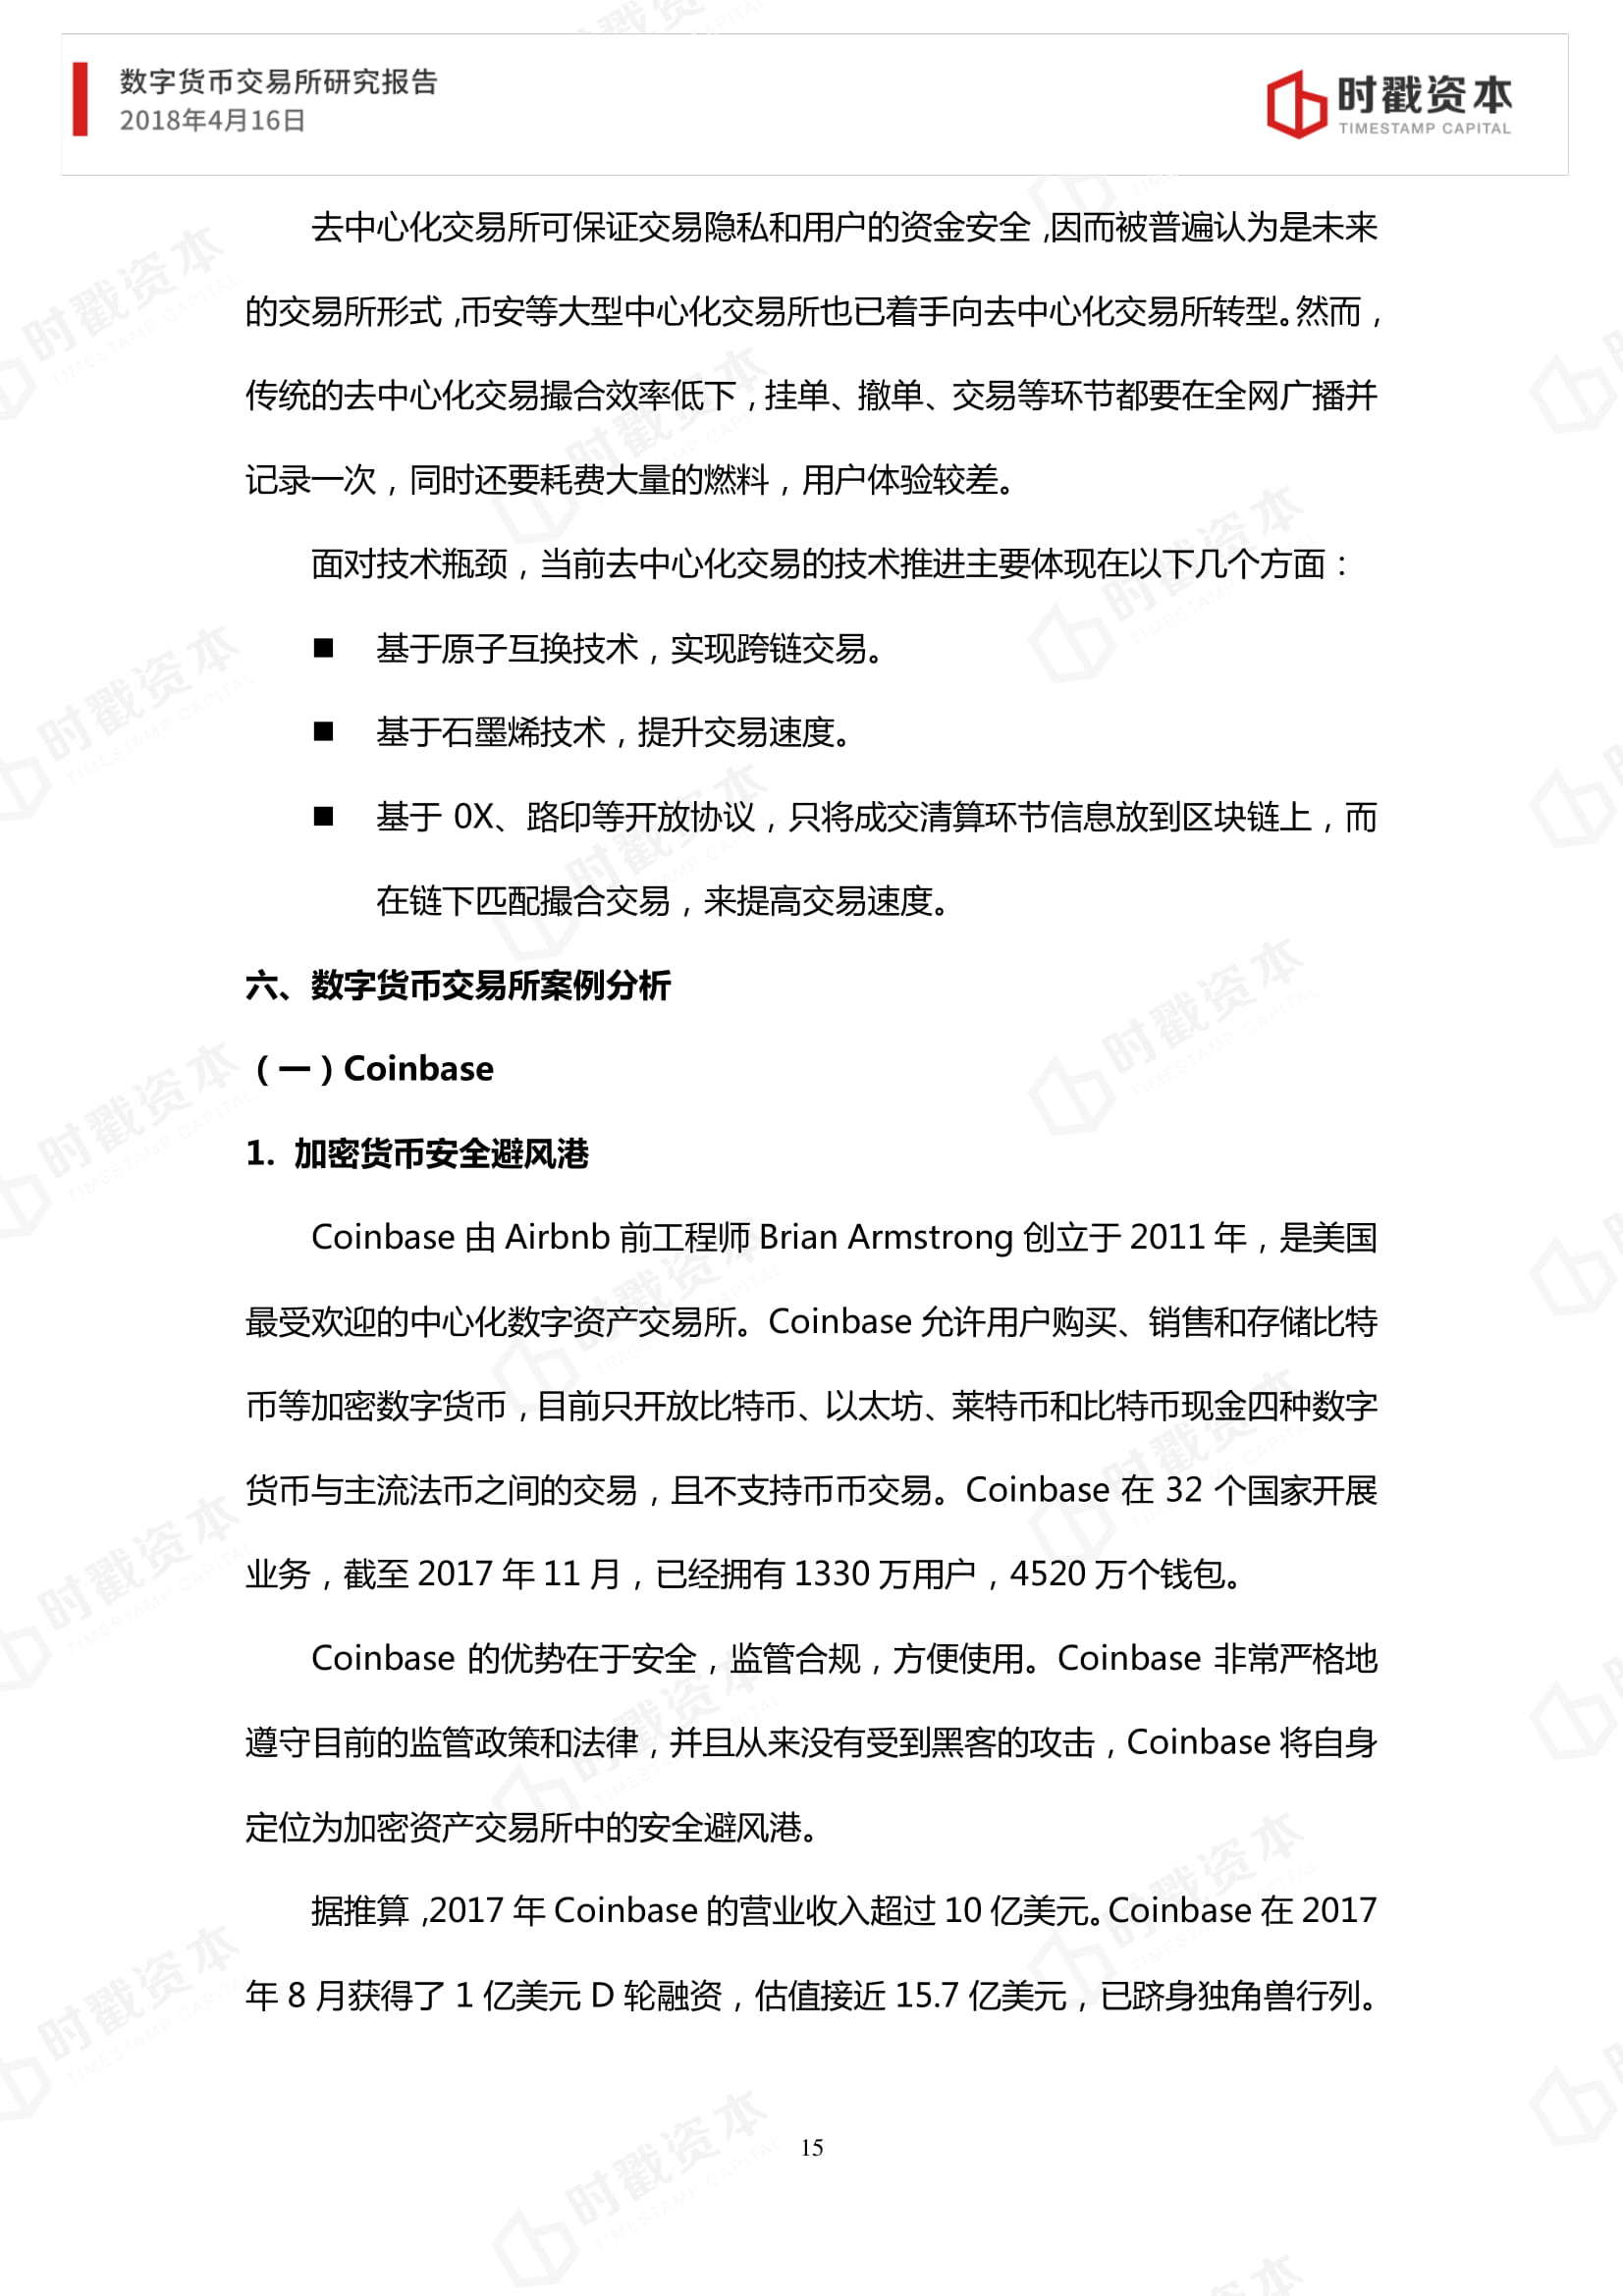 数字货币交易所研究报告
2018年4月16日
时戳资本
TIMESTAMP CAPITAL
去中心化交易所可保证交易隐私和用户的资金安全，因而被普遍认为是未来
的交易所形式，币安等大型中心化交易所也已着手向去中心化交易所转型。然而，
传统的去中心化交易撮合效率低下，挂单、撤单、交易等环节都要在全网广播并
记录一次，同时还要耗费大量的燃料，用户体验较差。
面对技术瓶颈，当前去中心化交易的技术推进主要体现在以下几个方面：
■ 基于原子互换技术，实现跨链交易。
■ 基于石墨烯技术，提升交易速度。
■ 基于 0X、路印等开放协议，只将成交清算环节信息放到区块链上，而
在链下匹配撮合交易，来提高交易速度。
六、数字货币交易所案例分析
（一）Coinbase
1. 加密货币安全避风港
Coinbase 由 Airbnb 前工程师 Brian Armstrong 创立于 2011 年，是美国
最受欢迎的中心化数字资产交易所。Coinbase 允许用户购买、销售和存储比特
币等加密数字货币，目前只开放比特币、以太坊、莱特币和比特币现金四种数字
货币与主流法币之间的交易，且不支持币币交易。Coinbase 在 32 个国家开展
业务，截至 2017 年 11 月，已经拥有 1330 万用户，4520 万个钱包。
Coinbase 的优势在于安全，监管合规，方便使用。Coinbase 非常严格地
遵守目前的监管政策和法律，并且从来没有受到黑客的攻击，Coinbase 将自身
定位为加密资产交易所中的安全避风港。
据推算，2017 年 Coinbase 的营业收入超过 10 亿美元。Coinbase 在 2017
年 8 月获得了 1 亿美元 D 轮融资，估值接近 15.7 亿美元，已跻身独角兽行列。
15